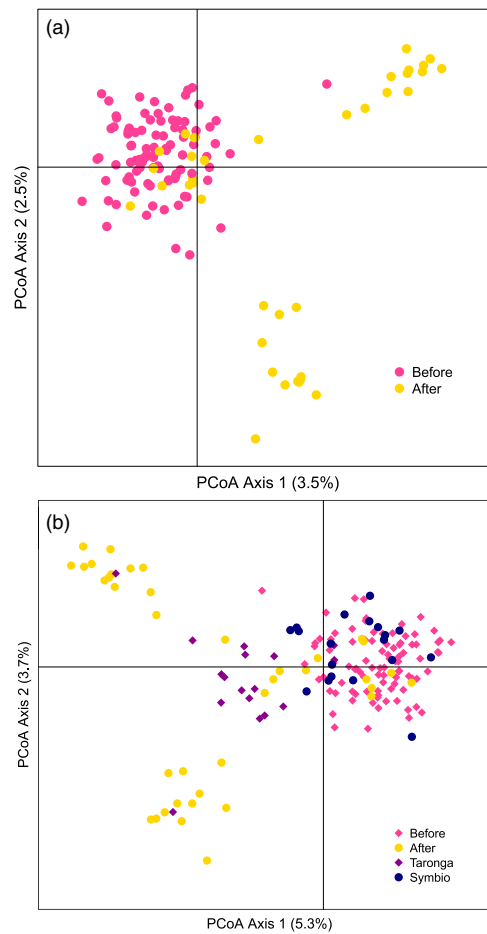 (a)
PCoA Axis 2 (2.5%)
Before
After
PCoA Axis 1 (3.5%)
(b)
PCoA Axis 2 (3.7%)
Before
After
Taronga
Symbio
PCoA Axis 1 (5.3%)